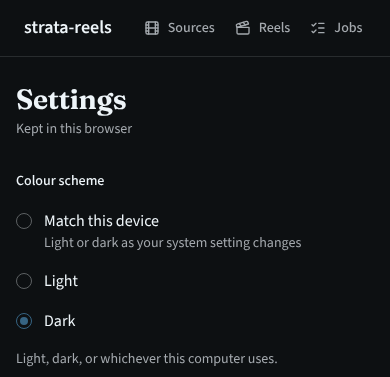 strata-reels Sources Reels Jobs
Settings
Kept in this browser
Colour scheme
Match this device
Light or dark as your system setting changes
Light
Dark
Light, dark, or whichever this computer uses.